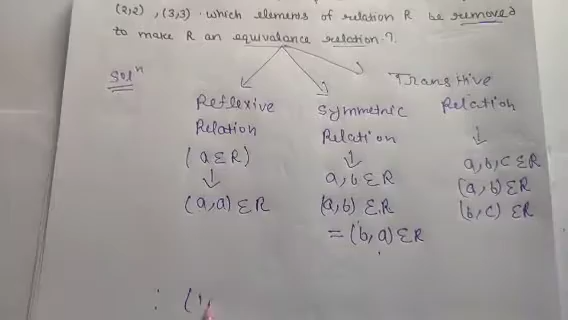 (2,2) , (3,3) . which elements of relation R be removed
to make R an equivalance relation.?
Solⁿ
Reflexive Relation
(a ε R)
↓
(a,a) ε R
Symmetric Relation
↓
a,b ε R
(a,b) ε R
= (b,a) ε R
Transitive Relation
↓
a,b,c ε R
(a,b) ε R
(b,c) ε R
: (1,